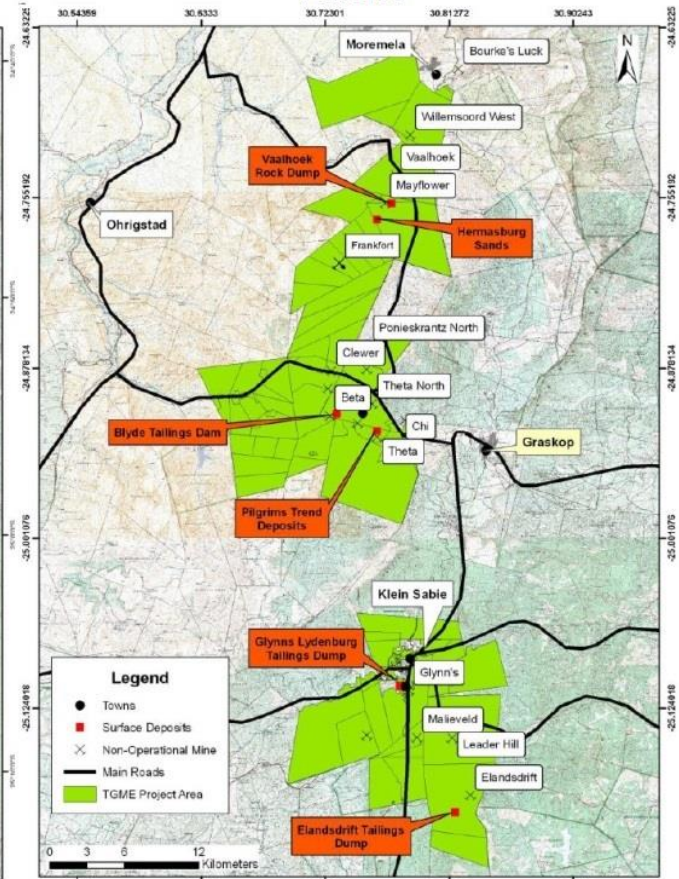 30.54359 30.6333 30.72301 30.81272 30.90243
-24.63225
-24.63225
N
Moremela
Bourke's Luck
Willemsoord West
Vaalhoek
Vaalhoek
Rock Dump
Mayflower
-24.755192
-24.755192
Ohrigstad
Hermasburg
Sands
Frankfort
Ponieskrantz North
Clewer
-24.878134
-24.878134
Theta North
Beta
Chi
Blyde Tailings Dam
Theta
Graskop
Pilgrims Trend
Deposits
-25.001076
-25.001076
Klein Sabie
Glynns Lydenburg
Tailings Dump
Glynn's
Legend
Towns
Surface Deposits
Non-Operational Mine
Main Roads
TGME Project Area
-25.124018
-25.124018
Malieveld
Leader Hill
Elandsdrift
Elandsdrift Tailings
Dump
0 3 6 12
Kilometers